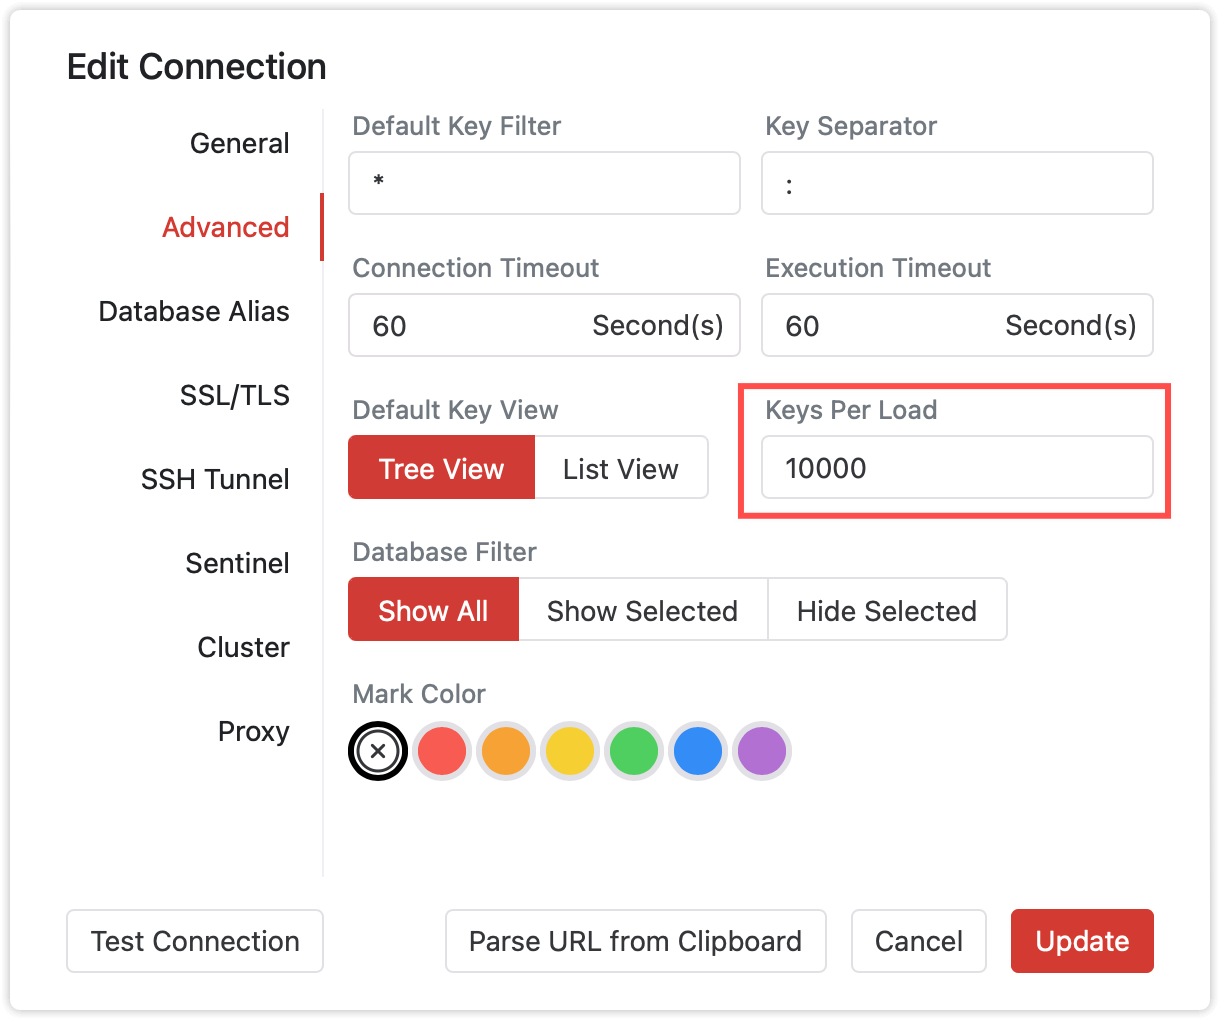 Edit Connection
General
Advanced
Database Alias
SSL/TLS
SSH Tunnel
Sentinel
Cluster
Proxy
Default Key Filter
Key Separator
*
:
Connection Timeout
Execution Timeout
60 Second(s)
60 Second(s)
Default Key View
Keys Per Load
Tree View
List View
10000
Database Filter
Show All
Show Selected
Hide Selected
Mark Color
Test Connection
Parse URL from Clipboard
Cancel
Update